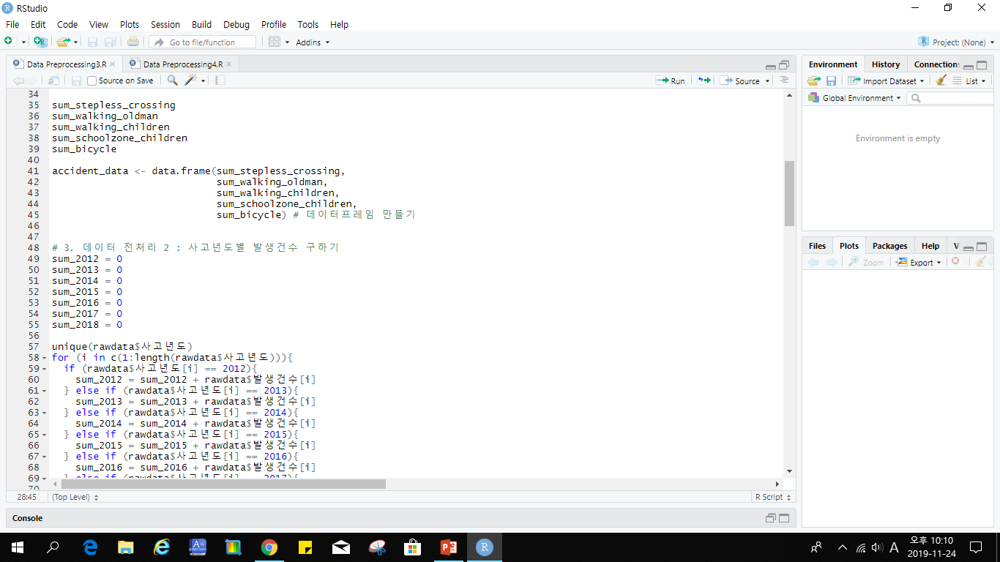 RStudio
File Edit Code View Plots Session Build Debug Profile Tools Help
Go to file/function Addins Project: (None)
Data Preprocessing3.R Data Preprocessing4.R
Source on Save Run Source
34
35 sum_stepless_crossing
36 sum_walking_oldman
37 sum_walking_children
38 sum_schoolzone_children
39 sum_bicycle
40
41 accident_data <- data.frame(sum_stepless_crossing,
42 sum_walking_oldman,
43 sum_walking_children,
44 sum_schoolzone_children,
45 sum_bicycle) # 데이터프레임 만들기
46
47
48 # 3. 데이터 전처리 2 : 사고년도별 발생건수 구하기
49 sum_2012 = 0
50 sum_2013 = 0
51 sum_2014 = 0
52 sum_2015 = 0
53 sum_2016 = 0
54 sum_2017 = 0
55 sum_2018 = 0
56
57 unique(rawdata$사고년도)
58 for (i in c(1:length(rawdata$사고년도))){
59 if (rawdata$사고년도[i] == 2012){
60 sum_2012 = sum_2012 + rawdata$발생건수[i]
61 } else if (rawdata$사고년도[i] == 2013){
62 sum_2013 = sum_2013 + rawdata$발생건수[i]
63 } else if (rawdata$사고년도[i] == 2014){
64 sum_2014 = sum_2014 + rawdata$발생건수[i]
65 } else if (rawdata$사고년도[i] == 2015){
66 sum_2015 = sum_2015 + rawdata$발생건수[i]
67 } else if (rawdata$사고년도[i] == 2016){
68 sum_2016 = sum_2016 + rawdata$발생건수[i]
69 } else if (rawdata$사고년도[i] == 2017){
70
28:45 (Top Level) R Script
Console
Environment History Connections
Import Dataset List
Global Environment
Environment is empty
Files Plots Packages Help V
Zoom Export
A 오후 10:10
2019-11-24